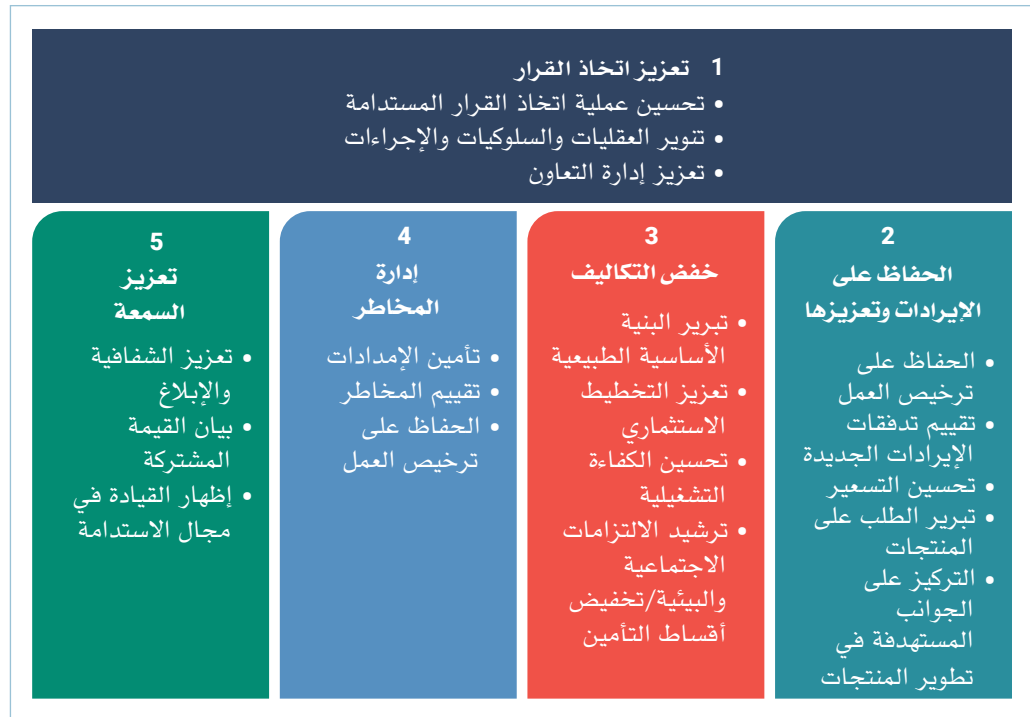 1 تعزيز اتخاذ القرار
• تحسين عملية اتخاذ القرار المستدامة
• تنوير العقليات والسلوكيات والإجراءات
• تعزيز إدارة التعاون
2
الحفاظ على
الإيرادات وتعزيزها
• الحفاظ على
ترخيص العمل
• تقييم تدفقات
الإيرادات الجديدة
• تحسين التسعير
• تبرير الطلب على
المنتجات
• التركيز على
الجوانب
المستهدفة في
تطوير المنتجات
3
خفض التكاليف
• تبرير البنية
الأساسية الطبيعية
• تعزيز التخطيط
الاستثماري
• تحسين الكفاءة
التشغيلية
• ترشيد الالتزامات
الاجتماعية
والبيئية/تخفيض
أقساط التأمين
4
إدارة
المخاطر
• تأمين الإمدادات
• تقييم المخاطر
• الحفاظ على
ترخيص العمل
5
تعزيز
السمعة
• تعزيز الشفافية
والإبلاغ
• بيان القيمة
المشتركة
• إظهار القيادة في
مجال الاستدامة